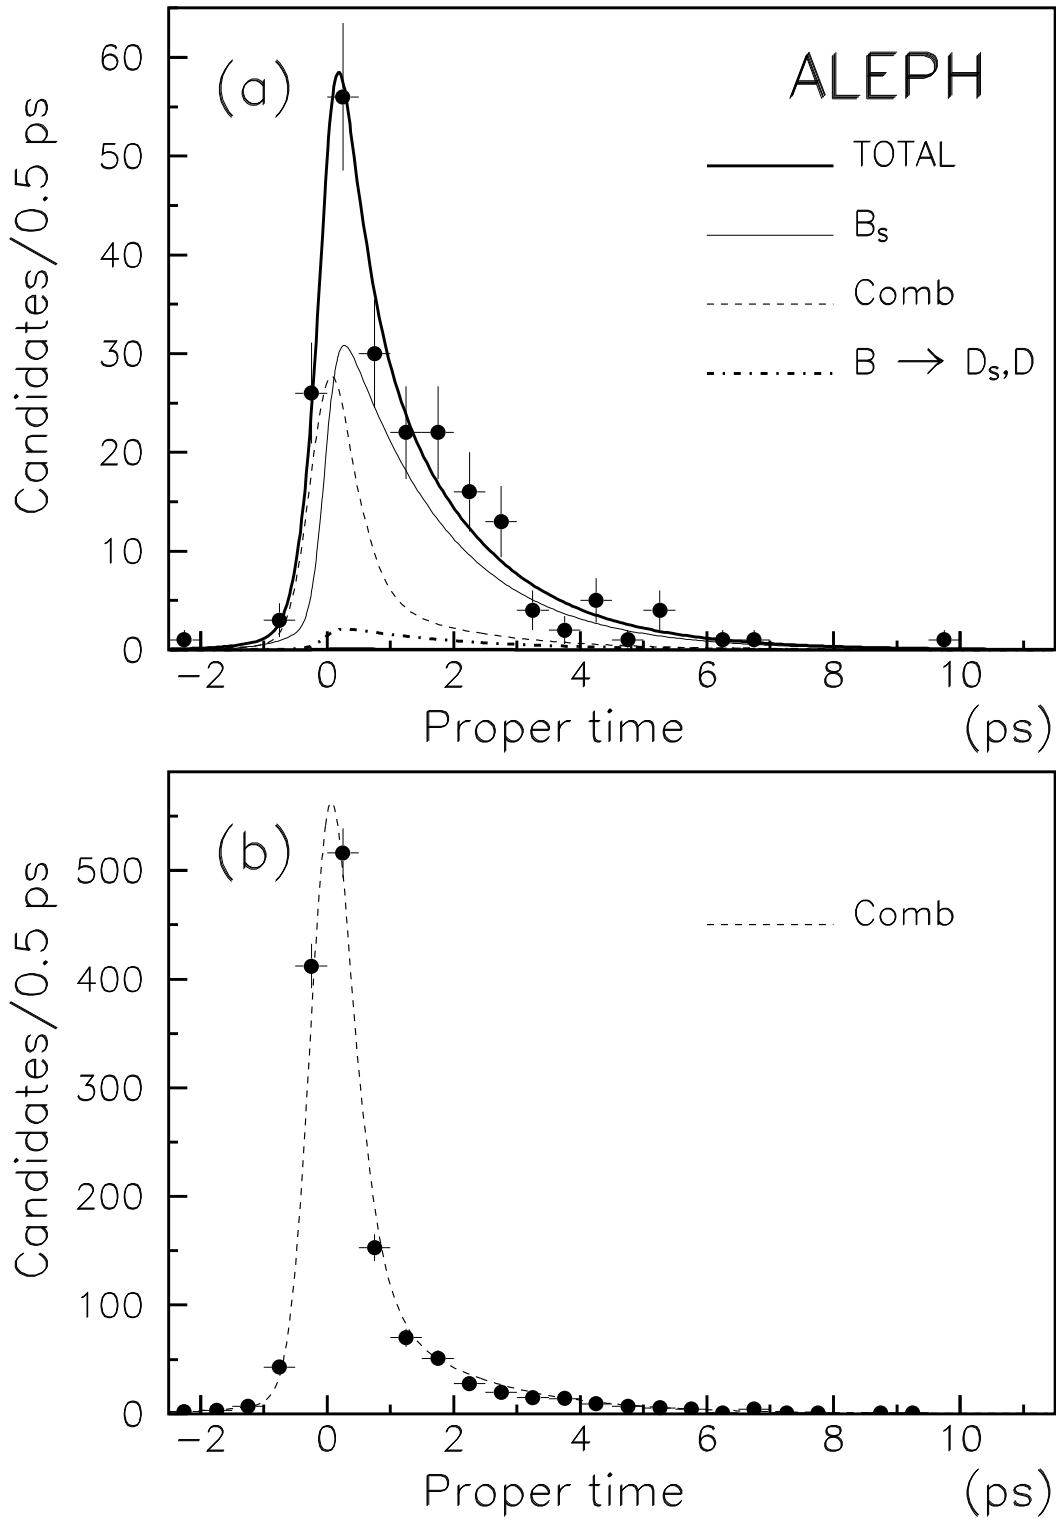 (a)
ALEPH
TOTAL
Bs
Comb
B → Ds,D
Candidates/0.5 ps
60
50
40
30
20
10
0
−2 0 2 4 6 8 10
Proper time (ps)
(b)
Comb
Candidates/0.5 ps
500
400
300
200
100
0
−2 0 2 4 6 8 10
Proper time (ps)